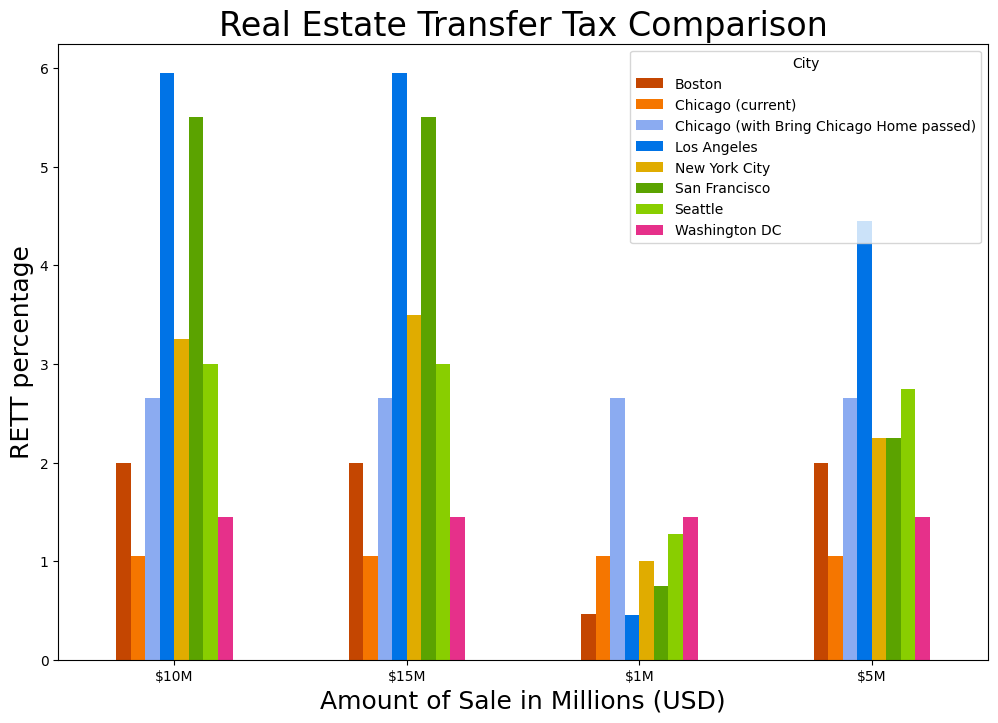 Real Estate Transfer Tax Comparison
City
Boston
Chicago (current)
Chicago (with Bring Chicago Home passed)
Los Angeles
New York City
San Francisco
Seattle
Washington DC
RETT percentage
6
5
4
3
2
1
0
$10M
$15M
$1M
$5M
Amount of Sale in Millions (USD)